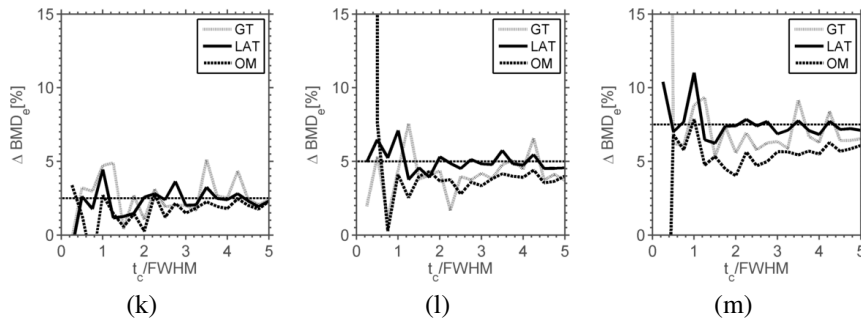 15
10
5
0
Δ BMD_e[%]
0 1 2 3 4 5
t_c/FWHM
GT
LAT
OM
(k)
15
10
5
0
Δ BMD_e[%]
0 1 2 3 4 5
t_c/FWHM
GT
LAT
OM
(l)
15
10
5
0
Δ BMD_e[%]
0 1 2 3 4 5
t_c/FWHM
GT
LAT
OM
(m)